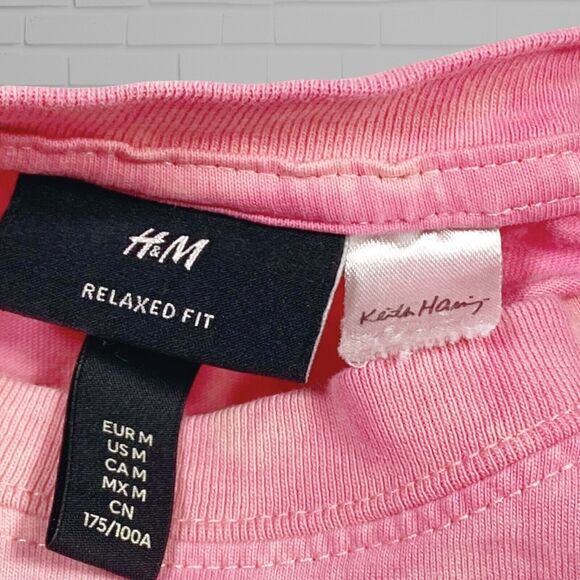 H&M
RELAXED FIT
Keith Haring
EUR M
US M
CA M
MX M
CN
175/100A